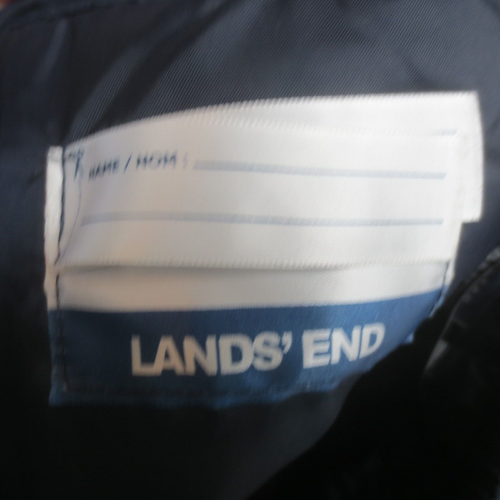 NAME / NOM :
LANDS' END